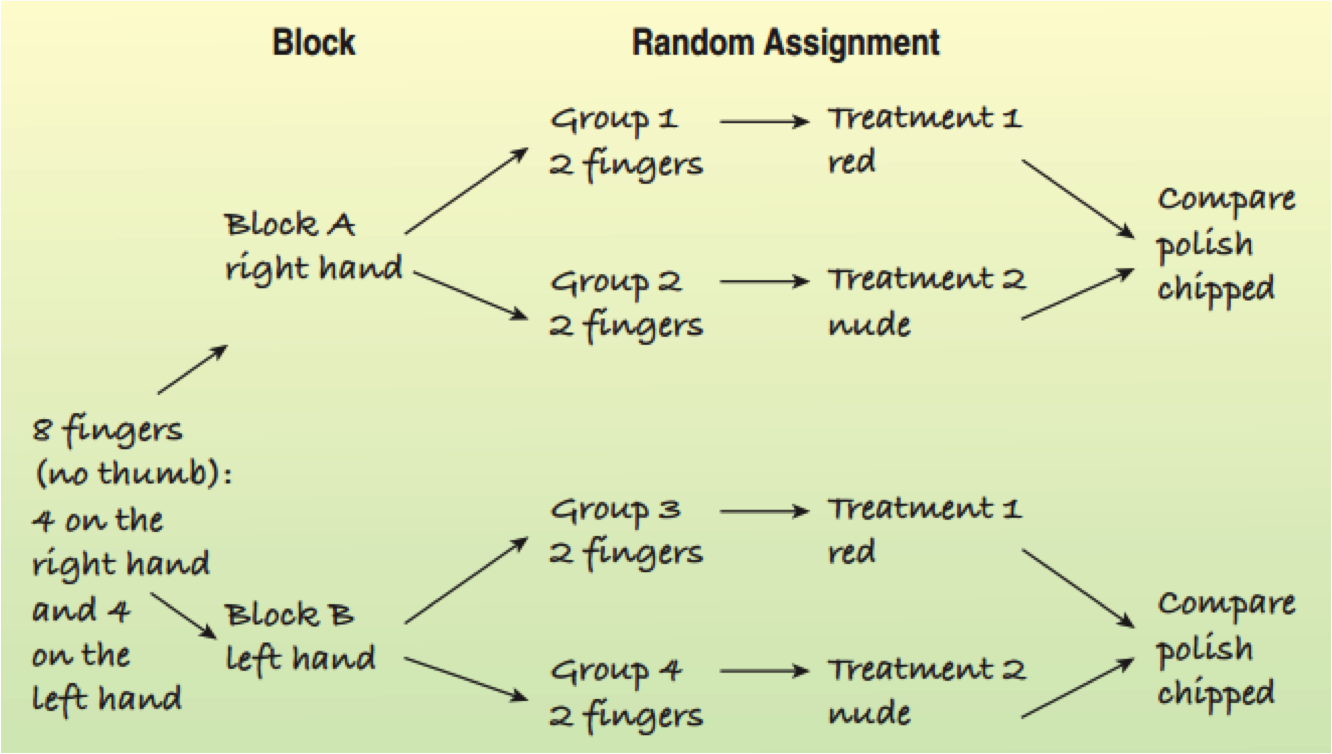 Block
Random Assignment
Group 1
2 fingers
Treatment 1
red
Block A
right hand
Group 2
2 fingers
Treatment 2
nude
Compare
polish
chipped
8 fingers
(no thumb):
4 on the
right hand
and 4
on the
left hand
Block B
left hand
Group 3
2 fingers
Treatment 1
red
Group 4
2 fingers
Treatment 2
nude
Compare
polish
chipped